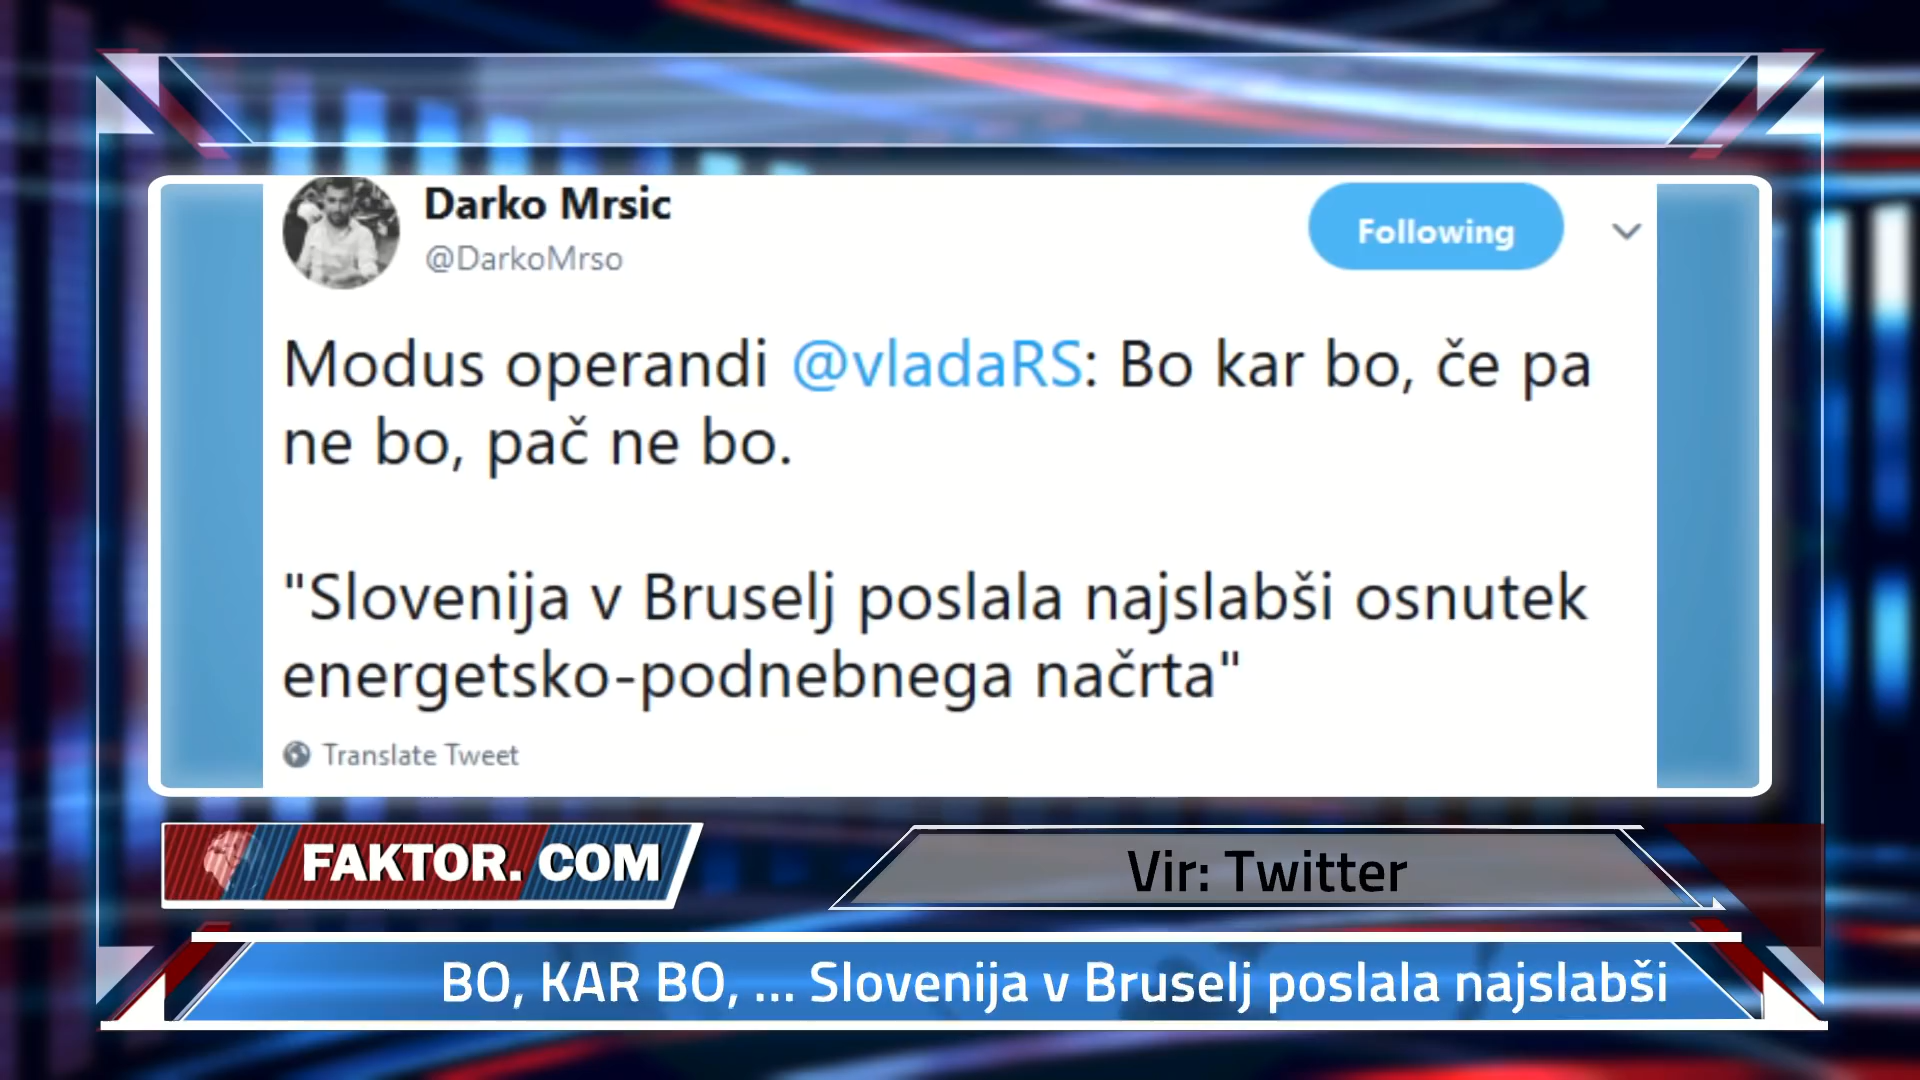 Darko Mrsic
@DarkoMrso
Following
Modus operandi @vladaRS: Bo kar bo, če pa
ne bo, pač ne bo.
"Slovenija v Bruselj poslala najslabši osnutek
energetsko-podnebnega načrta"
Translate Tweet
FAKTOR. COM
Vir: Twitter
BO, KAR BO, ... Slovenija v Bruselj poslala najslabši